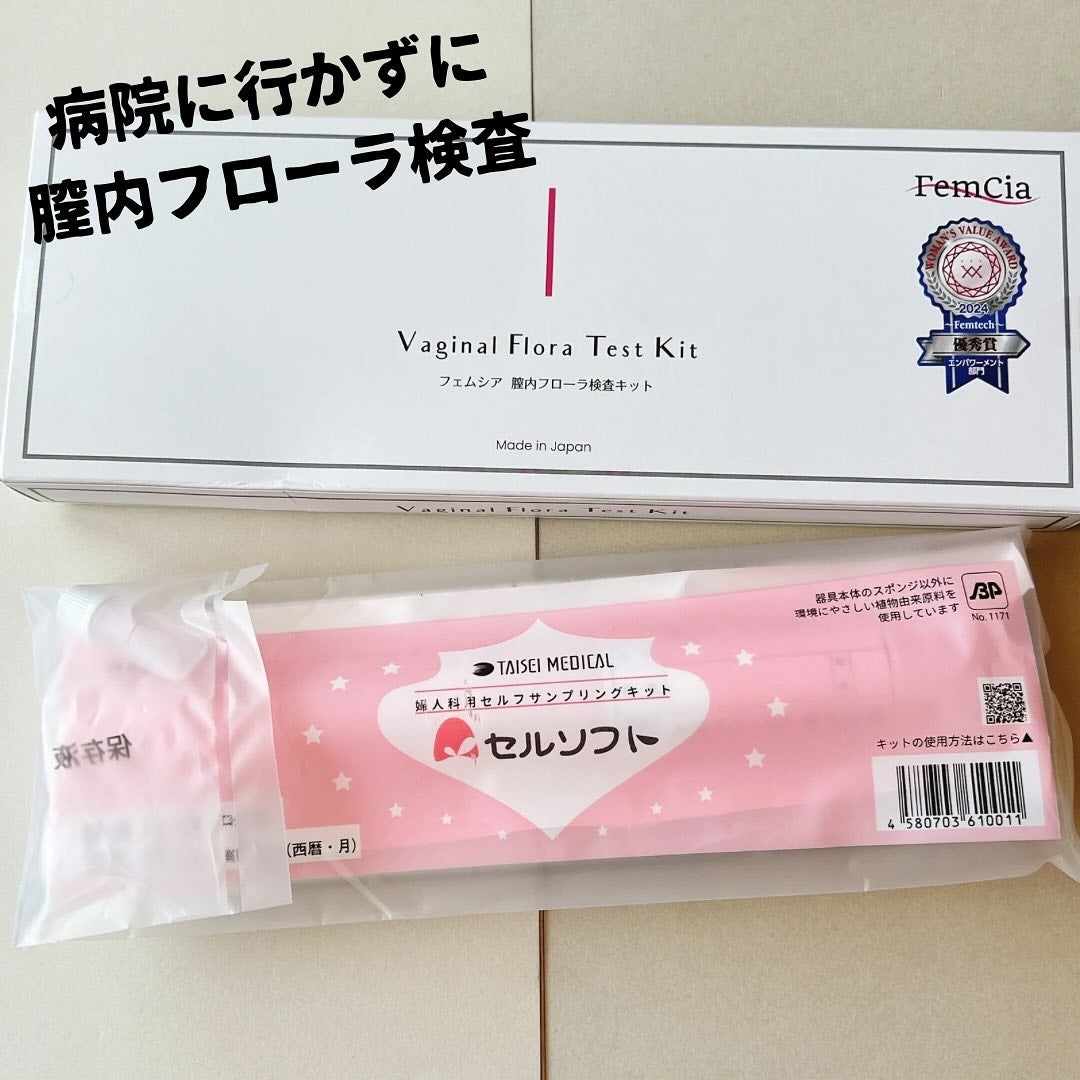 病院に行かずに
膣内フローラ検査
FemCia
WOMAN'S VALUE AWARD
2024
~Femtech~
優秀賞
エンパワーメント
部門
Vaginal Flora Test Kit
フェムシア 膣内フローラ検査キット
Made in Japan
Vaginal Flora Test Kit
器具本体のスポンジ以外に
環境にやさしい植物由来原料を
使用しています
JBP
No.1171
TAISEI MEDICAL
婦人科用セルフサンプリングキット
セルソフト
キットの使用方法はこちら▲
4 580703 610011
保存液
(西暦・月)